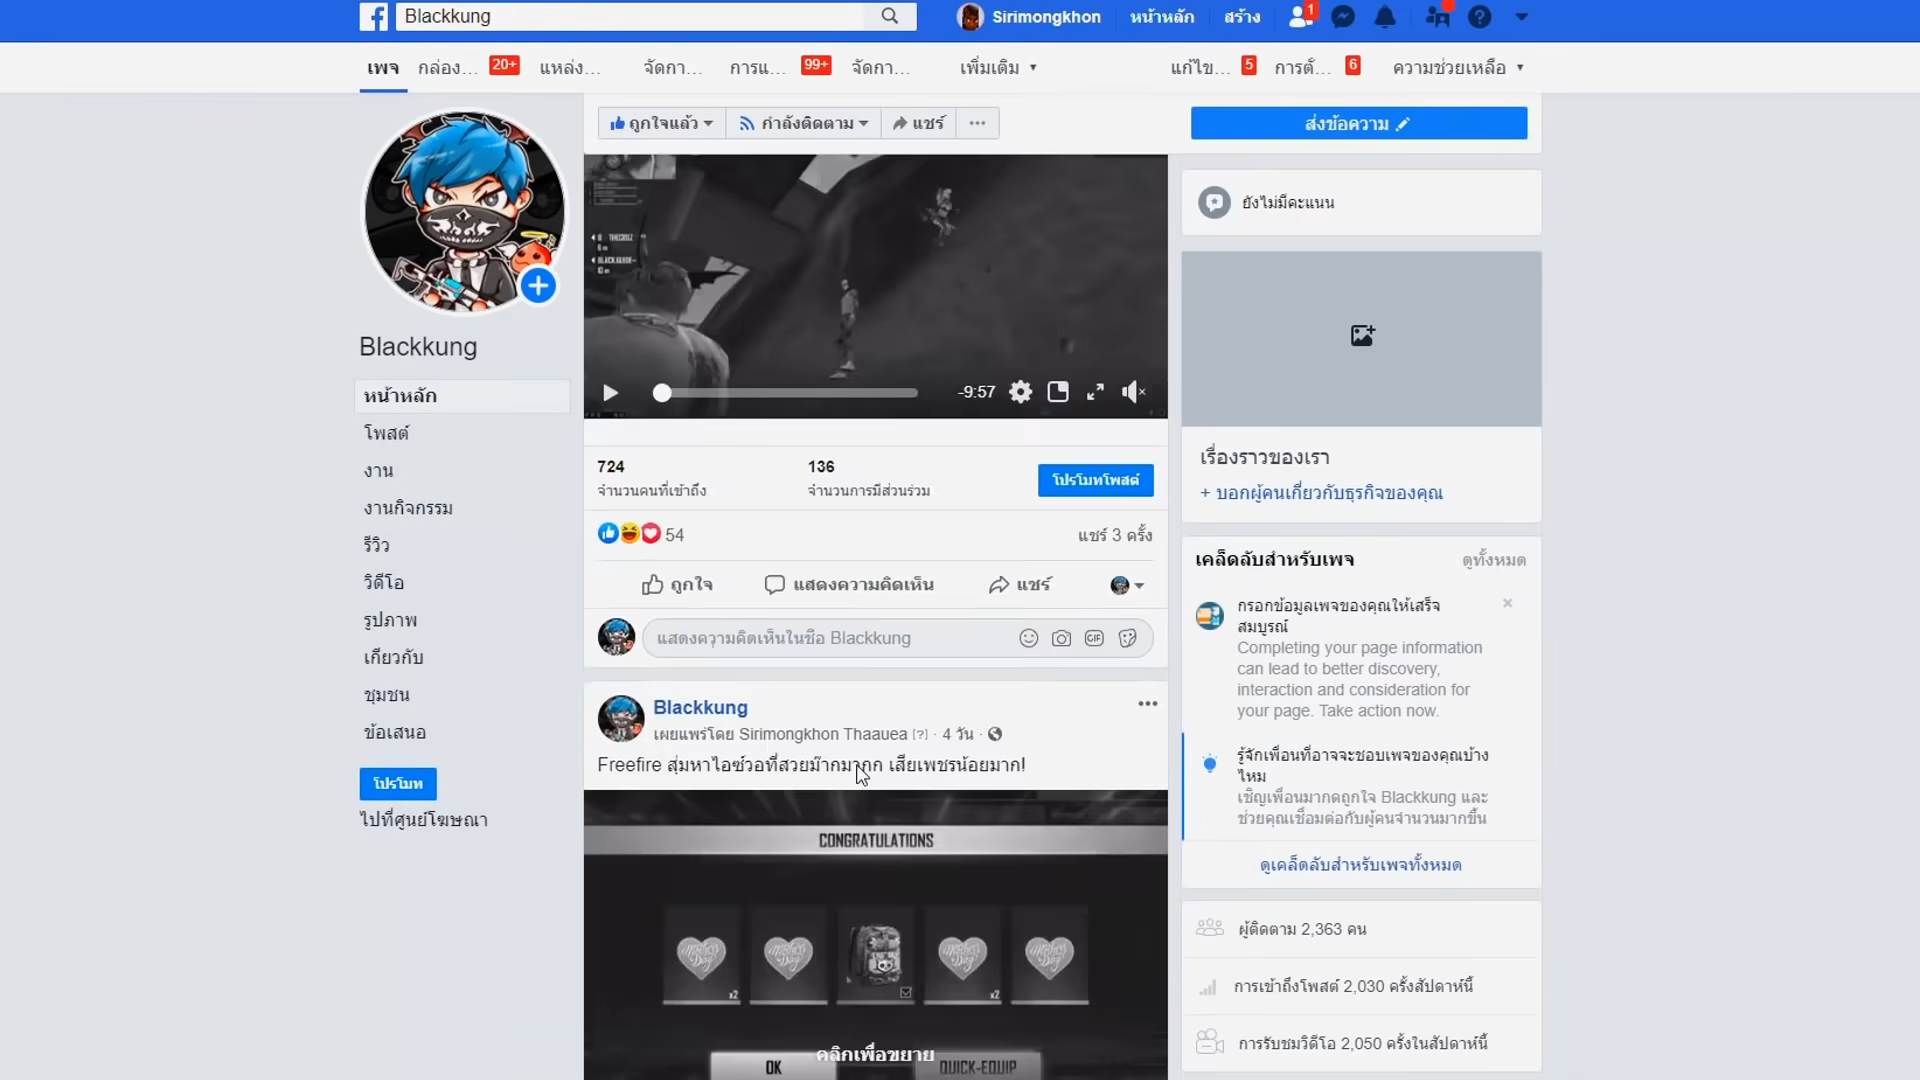 Blackkung
Sirimongkhon
หน้าหลัก
สร้าง
1
เพจ
กล่อง...
20+
แหล่ง...
จัดกา...
การแ...
99+
จัดกา...
เพิ่มเติม
แก้ไข...
5
การตั้...
6
ความช่วยเหลือ
ถูกใจแล้ว
กำลังติดตาม
แชร์
ส่งข้อความ
Blackkung
หน้าหลัก
โพสต์
งาน
งานกิจกรรม
รีวิว
วิดีโอ
รูปภาพ
เกี่ยวกับ
ชุมชน
ข้อเสนอ
โปรโมท
ไปที่ศูนย์โฆษณา
-9:57
724
จำนวนคนที่เข้าถึง
136
จำนวนการมีส่วนร่วม
โปรโมทโพสต์
54
แชร์ 3 ครั้ง
ถูกใจ
แสดงความคิดเห็น
แชร์
แสดงความคิดเห็นในชื่อ Blackkung
GIF
Blackkung
เผยแพร่โดย Sirimongkhon Thaauea [?] · 4 วัน ·
Freefire สุ่มหาไอซ์วอที่สวยม๊ากมากก เสียเพชรน้อยมาก!
CONGRATULATIONS
x2
x2
คลิกเพื่อขยาย
OK
QUICK-EQUIP
ยังไม่มีคะแนน
เรื่องราวของเรา
+ บอกผู้คนเกี่ยวกับธุรกิจของคุณ
เคล็ดลับสำหรับเพจ
ดูทั้งหมด
กรอกข้อมูลเพจของคุณให้เสร็จ
สมบูรณ์
Completing your page information
can lead to better discovery,
interaction and consideration for
your page. Take action now.
รู้จักเพื่อนที่อาจจะชอบเพจของคุณบ้าง
ไหม
เชิญเพื่อนมากดถูกใจ Blackkung และ
ช่วยคุณเชื่อมต่อกับผู้คนจำนวนมากขึ้น
ดูเคล็ดลับสำหรับเพจทั้งหมด
ผู้ติดตาม 2,363 คน
การเข้าถึงโพสต์ 2,030 ครั้งสัปดาห์นี้
การรับชมวิดีโอ 2,050 ครั้งในสัปดาห์นี้